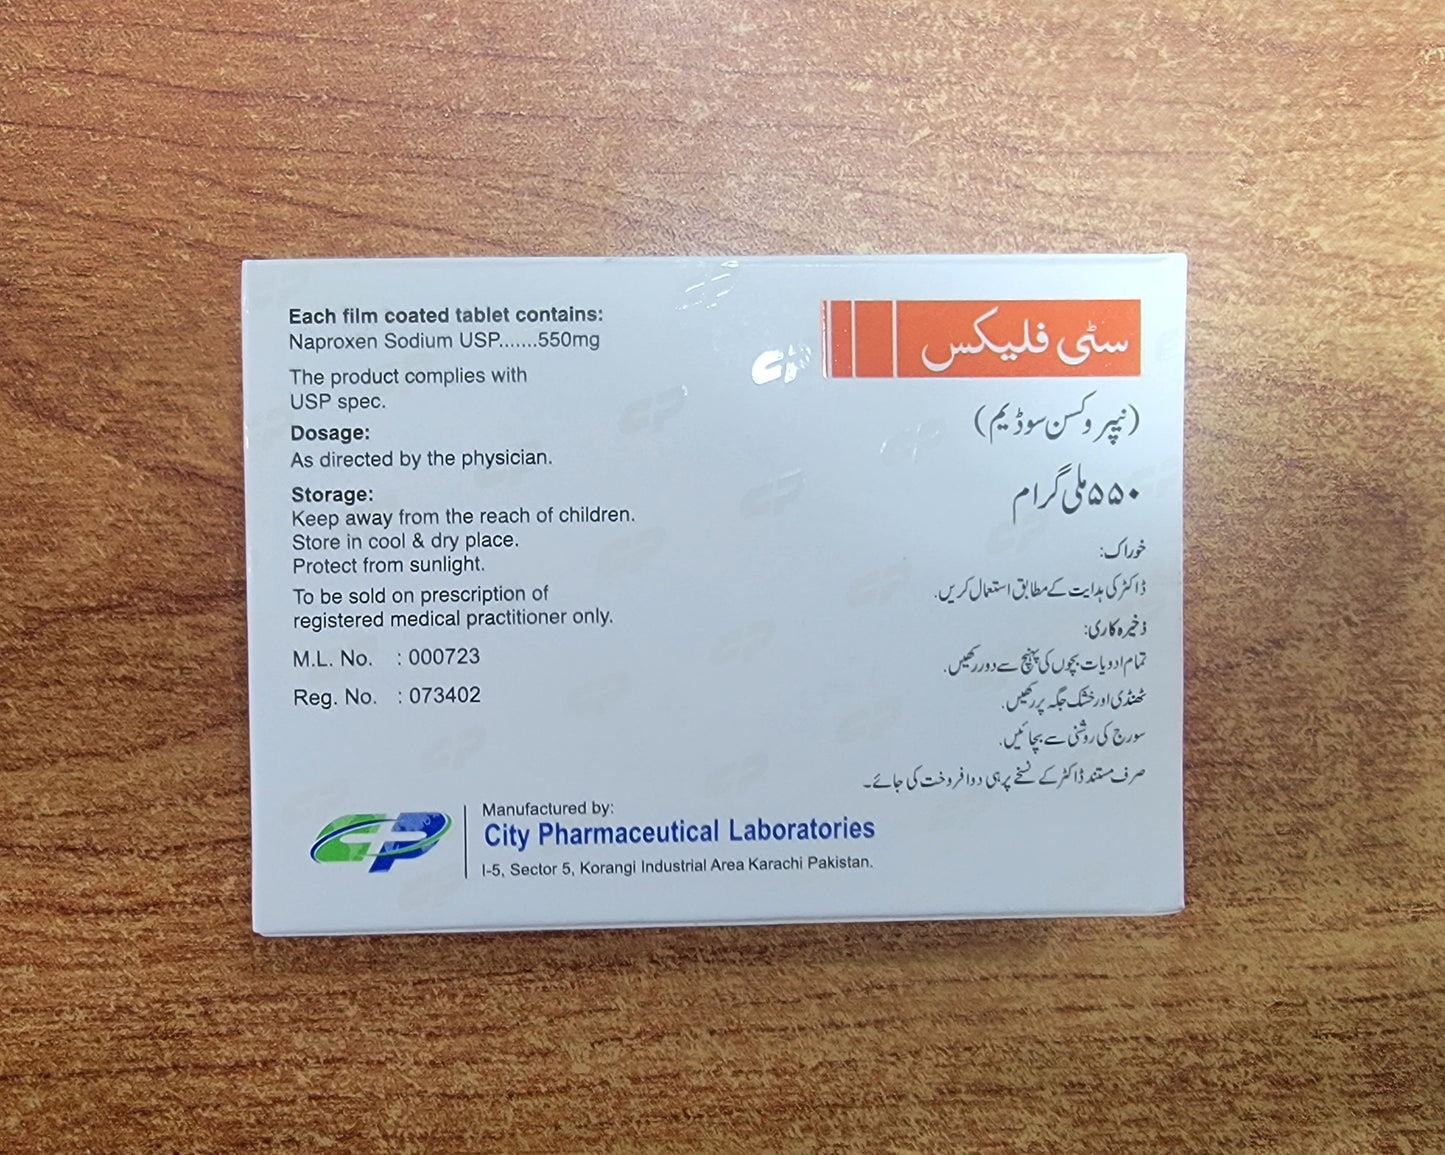 Each film coated tablet contains:
Naproxen Sodium USP.......550mg
The product complies with
USP spec.
Dosage:
As directed by the physician.
Storage:
Keep away from the reach of children.
Store in cool & dry place.
Protect from sunlight.
To be sold on prescription of
registered medical practitioner only.
M.L. No. : 000723
Reg. No. : 073402
سٹی فلیکس
(نیپروکسن سوڈیم)
۵۵۰ ملی گرام
خوراک:
ڈاکٹر کی ہدایت کے مطابق استعمال کریں.
ذخیرہ کاری:
تمام ادویات بچوں کی پہنچ سے دور رکھیں.
ٹھنڈی اور خشک جگہ پر رکھیں.
سورج کی روشنی سے بچائیں.
صرف مستند ڈاکٹر کے نسخے پر ہی دوا فروخت کی جائے۔
CP
Manufactured by:
City Pharmaceutical Laboratories
I-5, Sector 5, Korangi Industrial Area Karachi Pakistan.